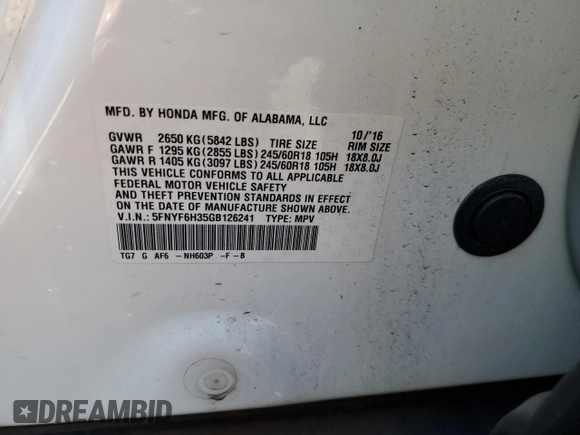 MFD. BY HONDA MFG. OF ALABAMA, LLC
GVWR 2650 KG (5842 LBS) TIRE SIZE 10/'16 RIM SIZE
GAWR F 1295 KG (2855 LBS) 245/60R18 105H 18X8.0J
GAWR R 1405 KG (3097 LBS) 245/60R18 105H 18X8.0J
THIS VEHICLE CONFORMS TO ALL APPLICABLE
FEDERAL MOTOR VEHICLE SAFETY
AND THEFT PREVENTION STANDARDS IN EFFECT
ON THE DATE OF MANUFACTURE SHOWN ABOVE.
V.I.N.: 5FNYF6H35GB126241 TYPE: MPV
TG7 G AF6 -NH603P -F-B
DREAMBID